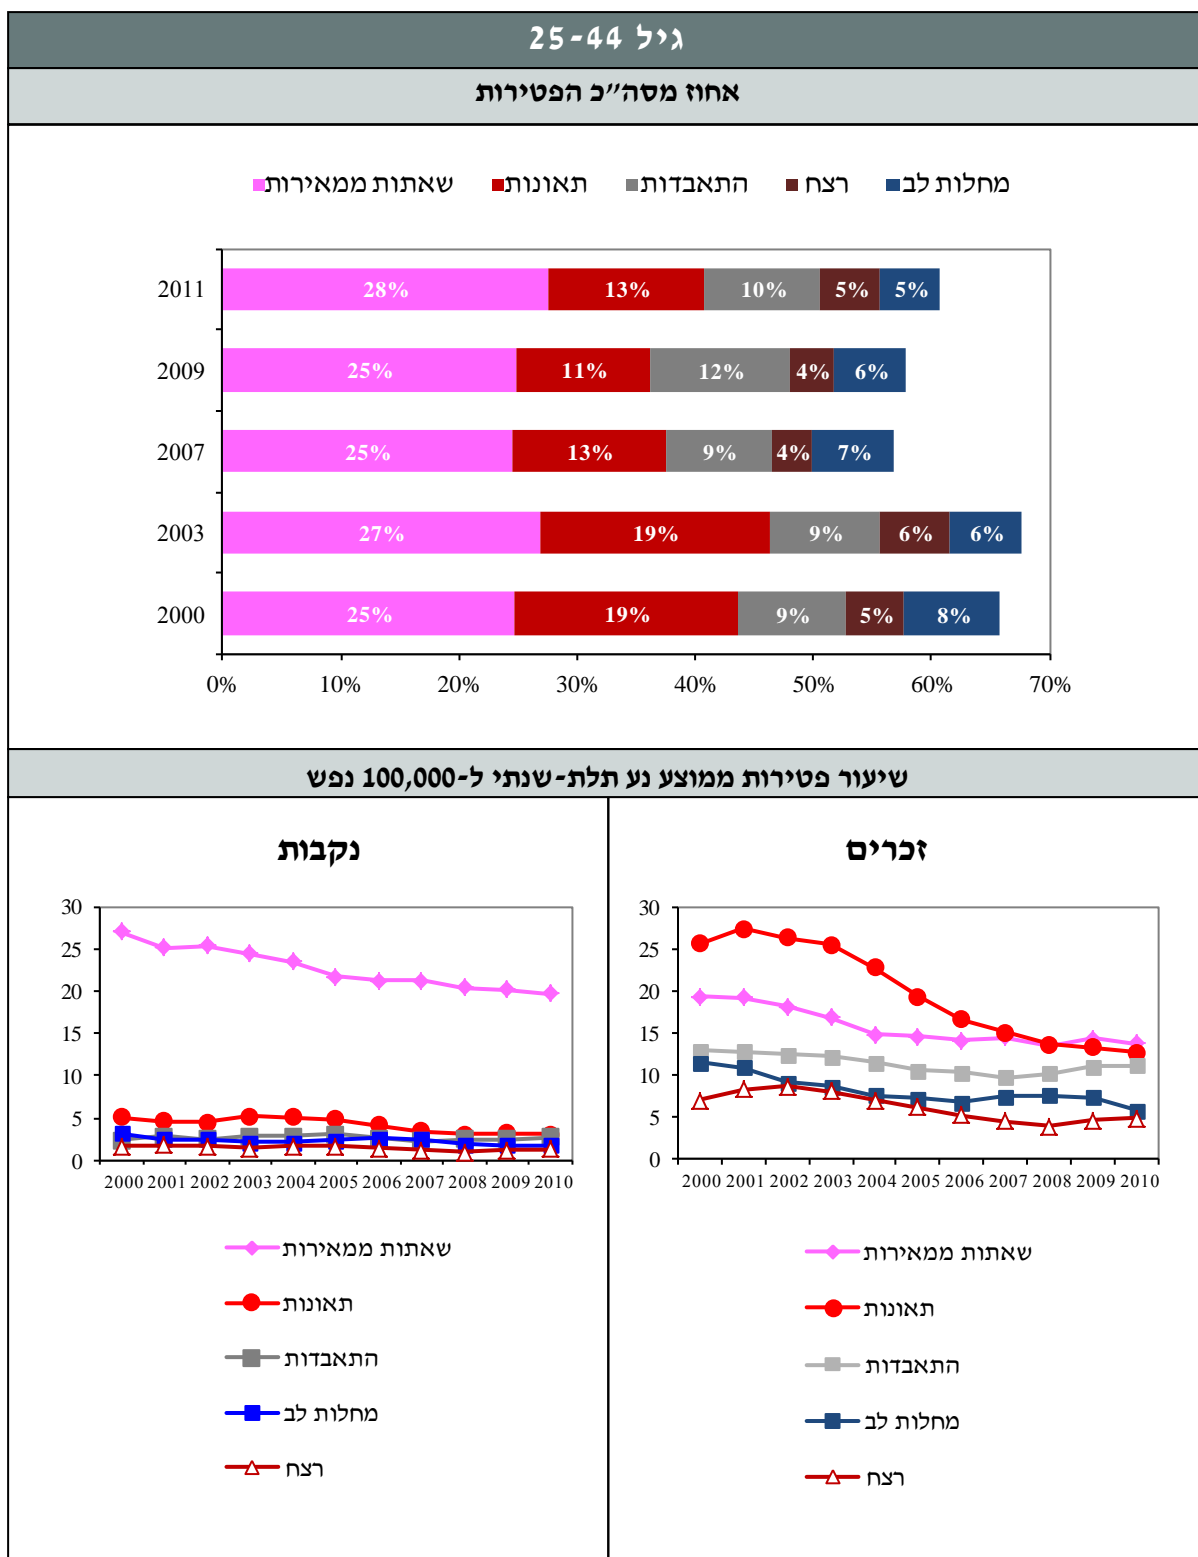 גיל 25-44
אחוז מסה״כ הפטירות
שאתות ממאירות תאונות התאבדות רצח מחלות לב
2011 28% 13% 10% 5% 5%
2009 25% 11% 12% 4% 6%
2007 25% 13% 9% 4% 7%
2003 27% 19% 9% 6% 6%
2000 25% 19% 9% 5% 8%
0% 10% 20% 30% 40% 50% 60% 70%
שיעור פטירות ממוצע נע תלת-שנתי ל-100,000 נפש
זכרים
30
25
20
15
10
5
0
2000 2001 2002 2003 2004 2005 2006 2007 2008 2009 2010
שאתות ממאירות
תאונות
התאבדות
מחלות לב
רצח
נקבות
30
25
20
15
10
5
0
2000 2001 2002 2003 2004 2005 2006 2007 2008 2009 2010
שאתות ממאירות
תאונות
התאבדות
מחלות לב
רצח